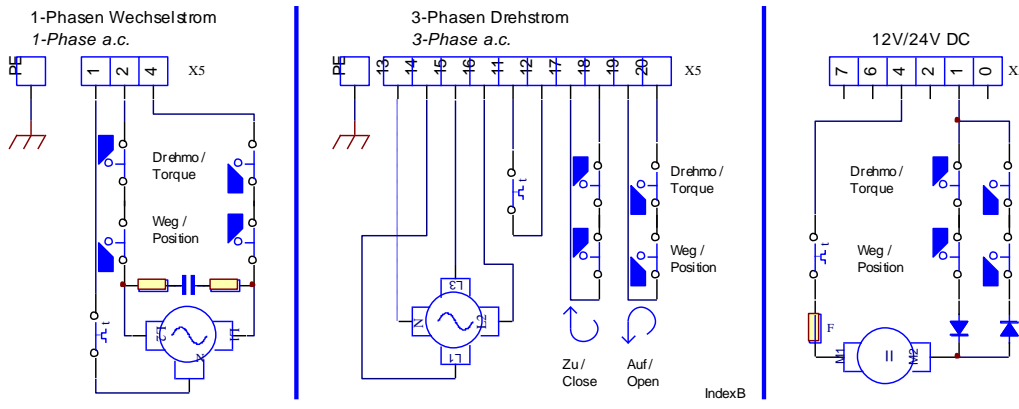 1-Phasen Wechselstrom
1-Phase a.c.
PE
1 2 4
X5
Drehmo /
Torque
Weg /
Position
t
L2
L1
N
3-Phasen Drehstrom
3-Phase a.c.
PE
13 14 15 16 11 12 17 18 19 20
X5
t
Drehmo /
Torque
Weg /
Position
L3
N
L2
L1
Zu /
Close
Auf /
Open
IndexB
12V/24V DC
7 6 4 2 1 0
X
Drehmo /
Torque
Weg /
Position
t
F
M1
M2